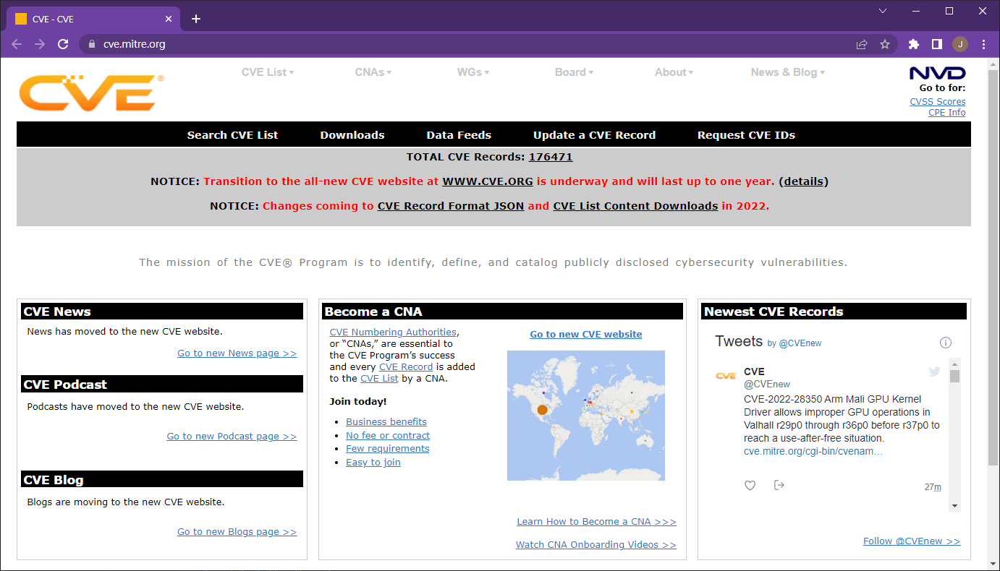 CVE - CVE
cve.mitre.org
J
CVE®
CVE List
CNAs
WGs
Board
About
News & Blog
NVD
Go to for:
CVSS Scores
CPE Info
Search CVE List
Downloads
Data Feeds
Update a CVE Record
Request CVE IDs
TOTAL CVE Records: 176471
NOTICE: Transition to the all-new CVE website at WWW.CVE.ORG is underway and will last up to one year. (details)
NOTICE: Changes coming to CVE Record Format JSON and CVE List Content Downloads in 2022.
The mission of the CVE® Program is to identify, define, and catalog publicly disclosed cybersecurity vulnerabilities.
CVE News
News has moved to the new CVE website.
Go to new News page >>
CVE Podcast
Podcasts have moved to the new CVE website.
Go to new Podcast page >>
CVE Blog
Blogs are moving to the new CVE website.
Go to new Blogs page >>
Become a CNA
CVE Numbering Authorities,
or “CNAs,” are essential to
the CVE Program’s success
and every CVE Record is added
to the CVE List by a CNA.
Join today!
• Business benefits
• No fee or contract
• Few requirements
• Easy to join
Go to new CVE website
Learn How to Become a CNA >>>
Watch CNA Onboarding Videos >>
Newest CVE Records
Tweets by @CVEnew
CVE
CVE
@CVEnew
CVE-2022-28350 Arm Mali GPU Kernel
Driver allows improper GPU operations in
Valhall r29p0 through r36p0 before r37p0 to
reach a use-after-free situation.
cve.mitre.org/cgi-bin/cvenam…
27m
Follow @CVEnew >>